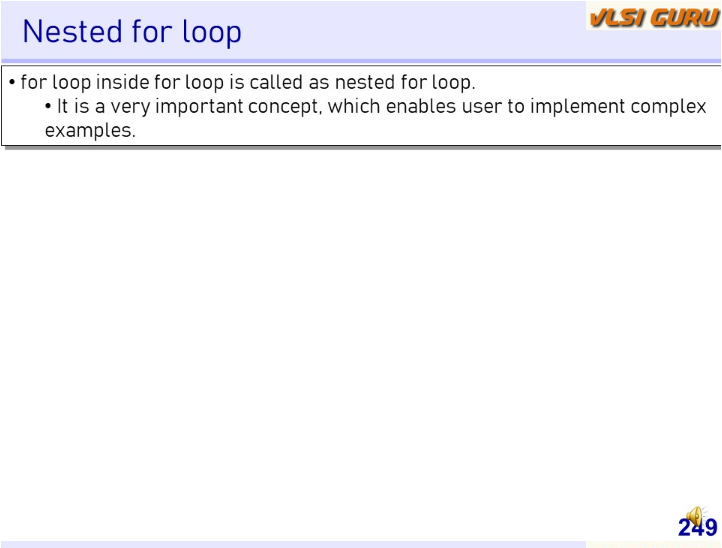 Nested for loop
VLSI GURU
• for loop inside for loop is called as nested for loop.
• It is a very important concept, which enables user to implement complex
examples.
249